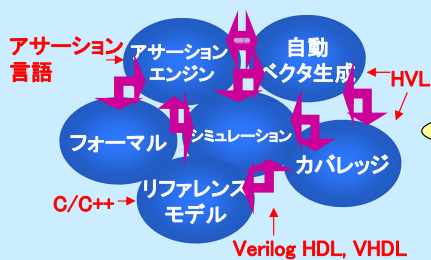 アサーション
言語
アサーション
エンジン
自動
ベクタ生成
HVL
フォーマル
シミュレーション
カバレッジ
リファレンス
モデル
C/C++
Verilog HDL, VHDL